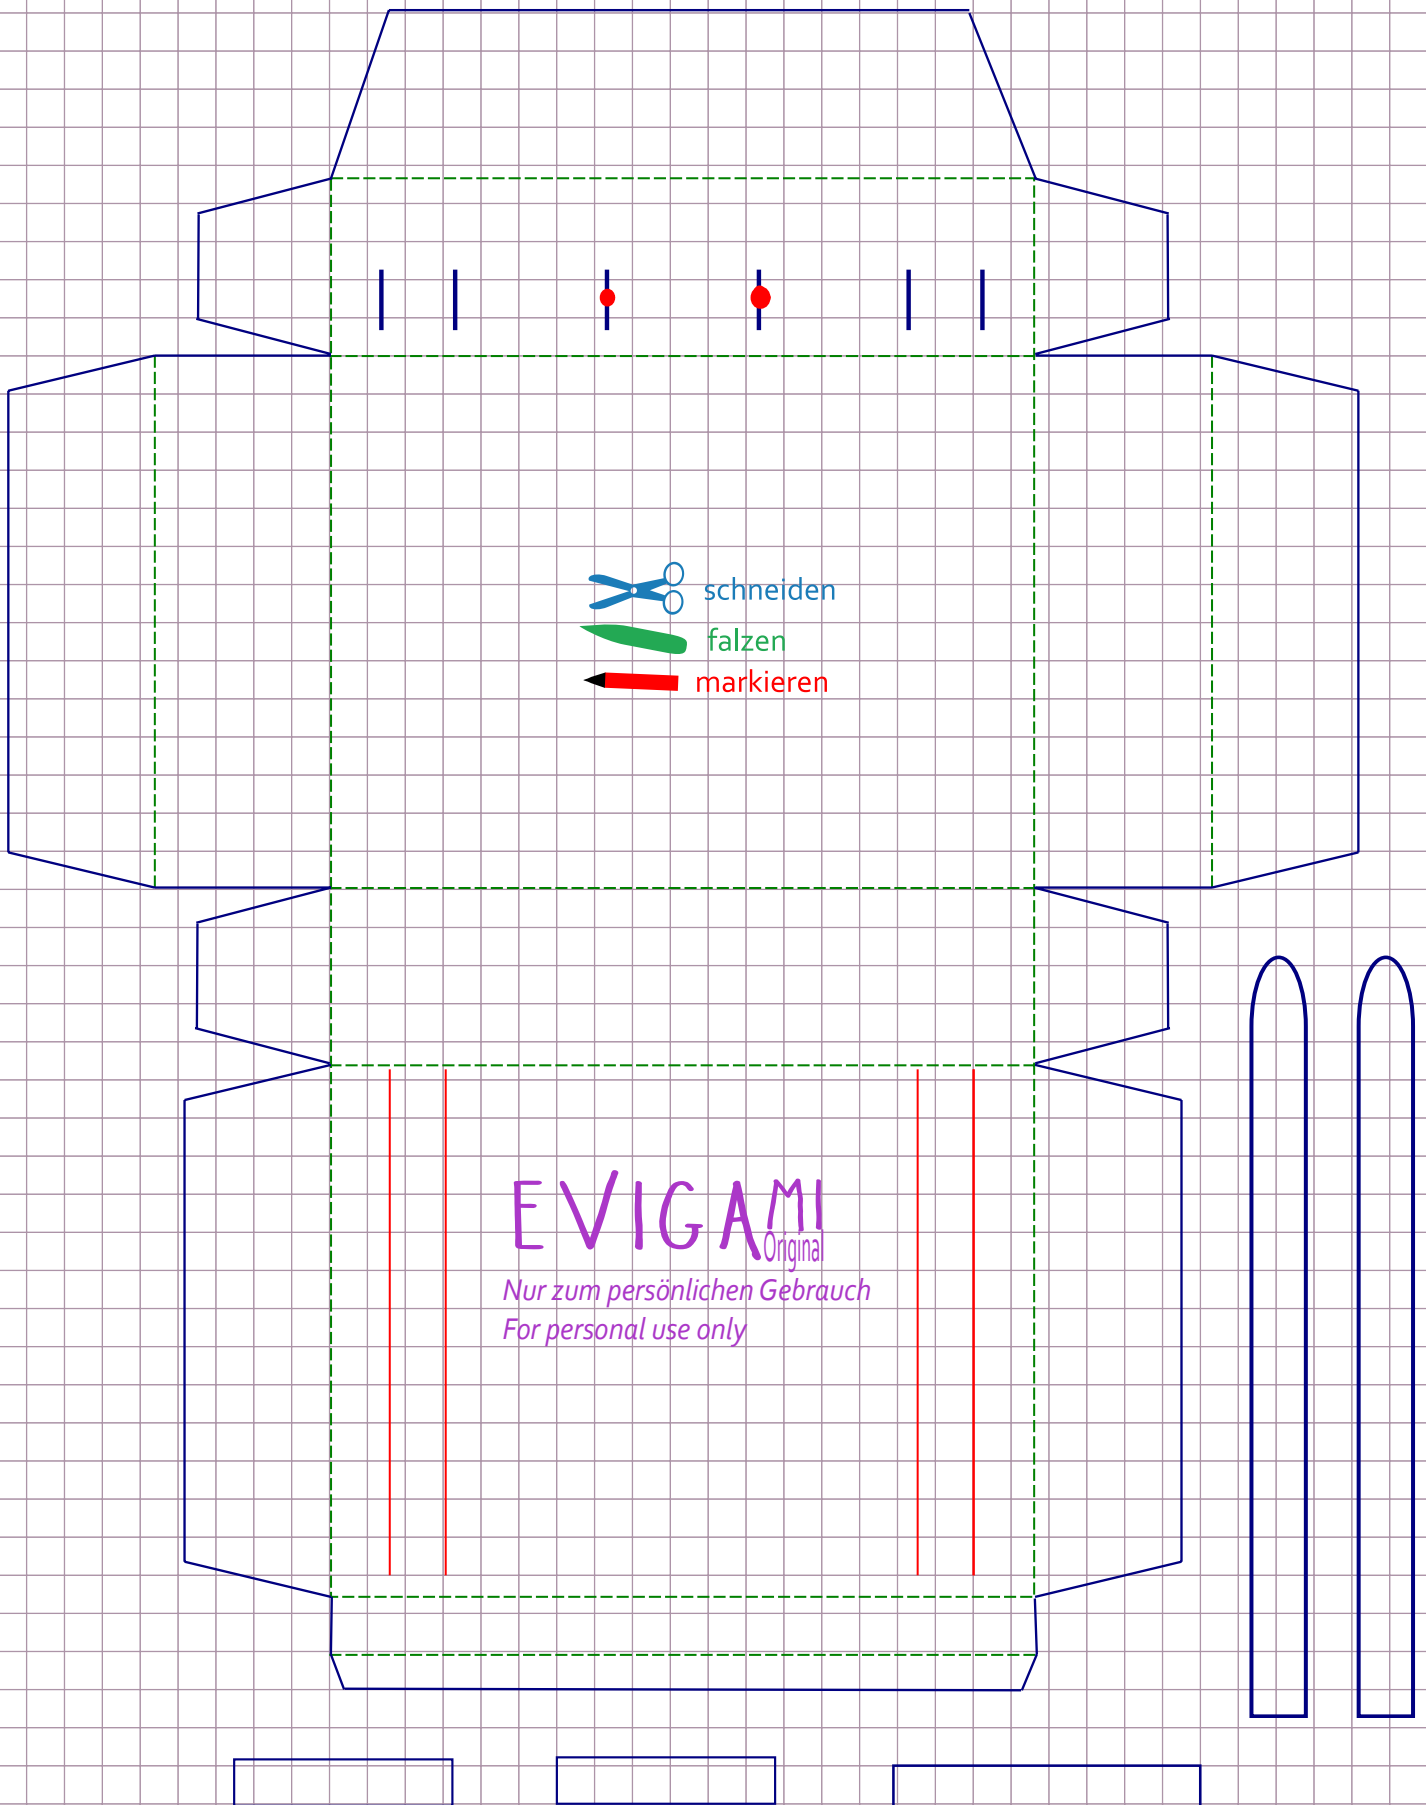 schneiden
falzen
markieren
EVIGAMI
Original
Nur zum persönlichen Gebrauch
For personal use only